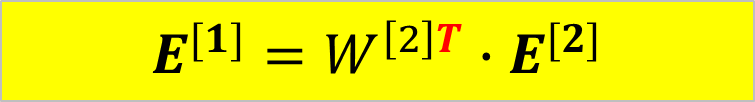 E^[1] = W^[2]T · E^[2]